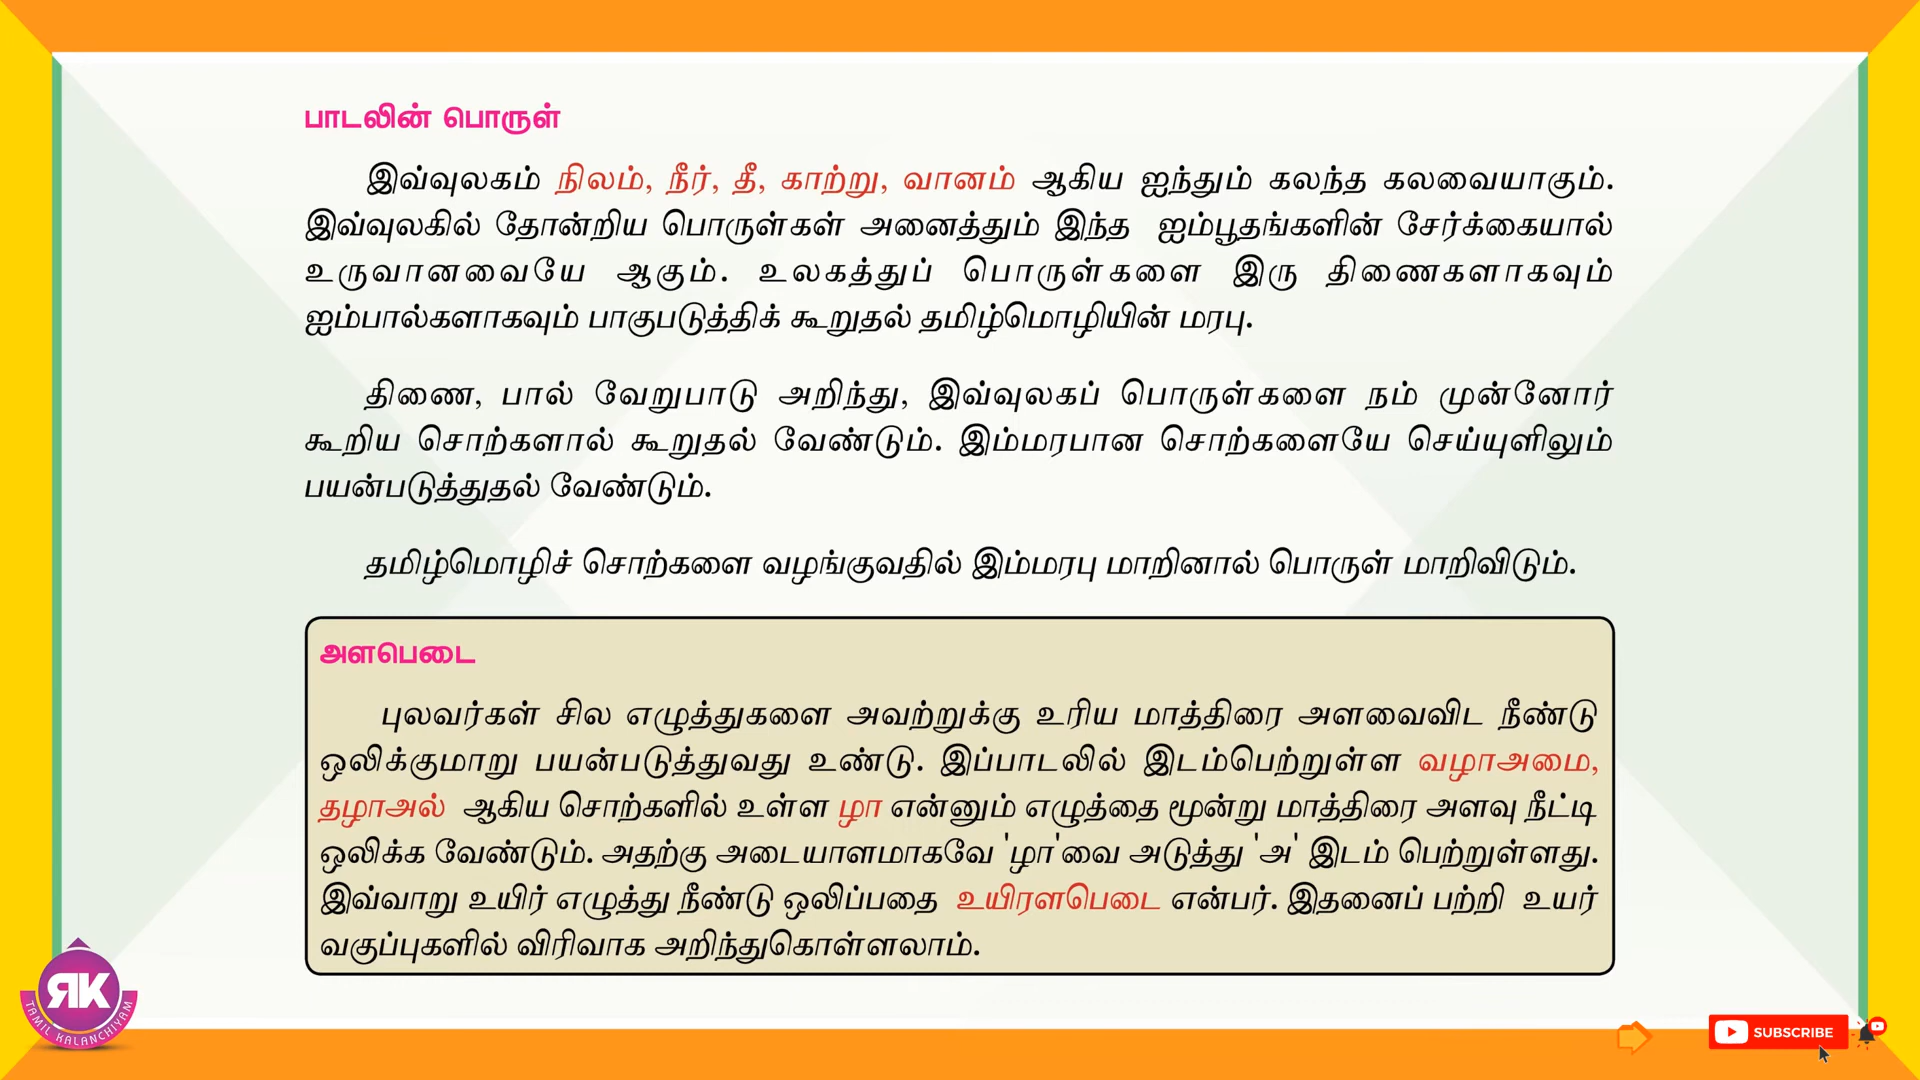 பாடலின் பொருள்
இவ்வுலகம் நிலம், நீர், தீ, காற்று, வானம் ஆகிய ஐந்தும் கலந்த கலவையாகும்.
இவ்வுலகில் தோன்றிய பொருள்கள் அனைத்தும் இந்த ஐம்பூதங்களின் சேர்க்கையால்
உருவானவையே ஆகும். உலகத்துப் பொருள்களை இரு திணைகளாகவும்
ஐம்பால்களாகவும் பாகுபடுத்திக் கூறுதல் தமிழ்மொழியின் மரபு.
திணை, பால் வேறுபாடு அறிந்து, இவ்வுலகப் பொருள்களை நம் முன்னோர்
கூறிய சொற்களால் கூறுதல் வேண்டும். இம்மரபான சொற்களையே செய்யுளிலும்
பயன்படுத்துதல் வேண்டும்.
தமிழ்மொழிச் சொற்களை வழங்குவதில் இம்மரபு மாறினால் பொருள் மாறிவிடும்.
அளபெடை
புலவர்கள் சில எழுத்துகளை அவற்றுக்கு உரிய மாத்திரை அளவைவிட நீண்டு
ஒலிக்குமாறு பயன்படுத்துவது உண்டு. இப்பாடலில் இடம்பெற்றுள்ள வழாஅமை,
தழாஅல் ஆகிய சொற்களில் உள்ள ழா என்னும் எழுத்தை மூன்று மாத்திரை அளவு நீட்டி
ஒலிக்க வேண்டும். அதற்கு அடையாளமாகவே 'ழா'வை அடுத்து 'அ' இடம் பெற்றுள்ளது.
இவ்வாறு உயிர் எழுத்து நீண்டு ஒலிப்பதை உயிரளபெடை என்பர். இதனைப் பற்றி உயர்
வகுப்புகளில் விரிவாக அறிந்துகொள்ளலாம்.
RK
TAMIL KALANCHIYAM
SUBSCRIBE